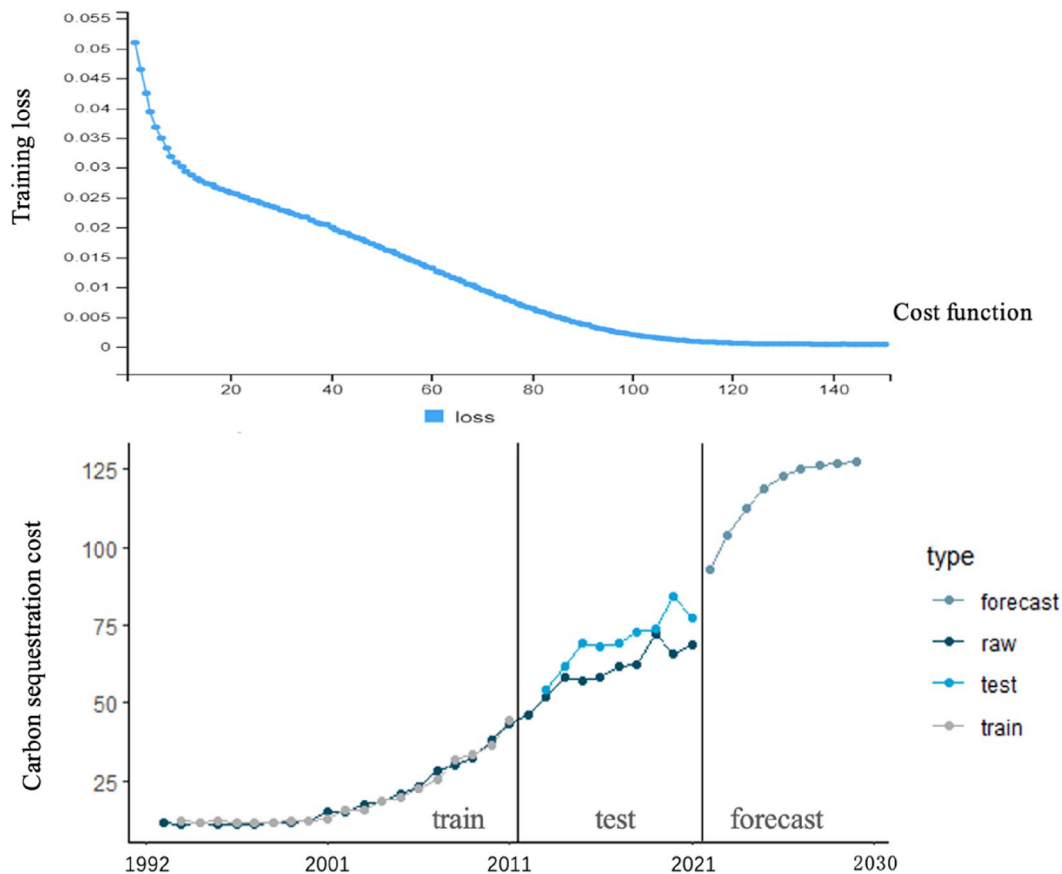 Training loss
0.055
0.05
0.045
0.04
0.035
0.03
0.025
0.02
0.015
0.01
0.005
0
Cost function
20
40
60
80
100
120
140
loss
Carbon sequestration cost
125
100
75
50
25
train
test
forecast
1992
2001
2011
2021
2030
type
forecast
raw
test
train